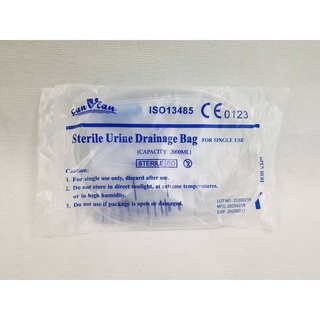 Can Can
ISO13485 CE 0123
Sterile Urine Drainage Bag FOR SINGLE USE
(CAPACITY 2000ML)
STERILE EO
Caution:
1. For single use only, discard after use.
2. Do not store in direct sunlight, at extreme temperatures.
or in high humidity.
3. Do not use if package is open or damaged.